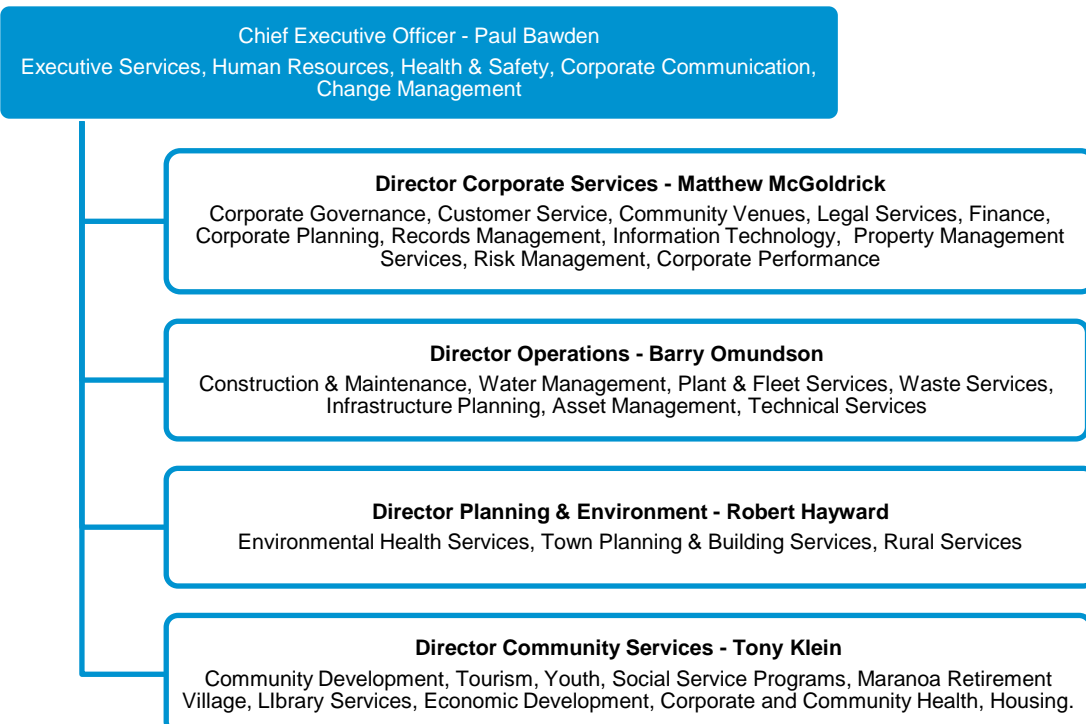 Chief Executive Officer - Paul Bawden
Executive Services, Human Resources, Health & Safety, Corporate Communication,
Change Management
Director Corporate Services - Matthew McGoldrick
Corporate Governance, Customer Service, Community Venues, Legal Services, Finance,
Corporate Planning, Records Management, Information Technology,  Property Management
Services, Risk Management, Corporate Performance
Director Operations - Barry Omundson
Construction & Maintenance, Water Management, Plant & Fleet Services, Waste Services,
Infrastructure Planning, Asset Management, Technical Services
Director Planning & Environment - Robert Hayward
Environmental Health Services, Town Planning & Building Services, Rural Services
Director Community Services - Tony Klein
Community Development, Tourism, Youth, Social Service Programs, Maranoa Retirement
Village, LIbrary Services, Economic Development, Corporate and Community Health, Housing.